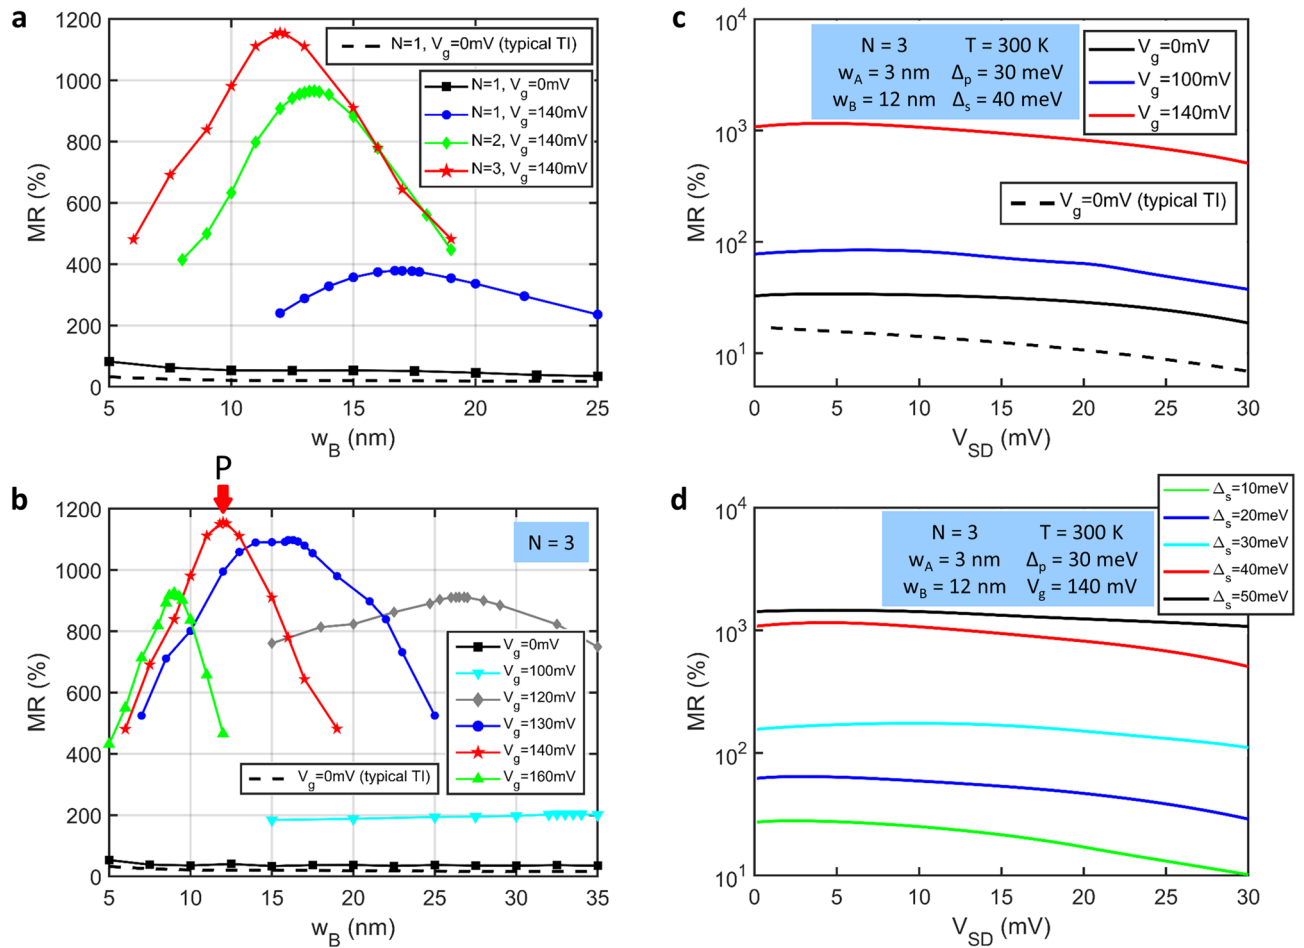 a
1200
1000
800
600
400
200
0
MR (%)
5
10
15
20
25
w_B (nm)
N=1, V_g=0mV (typical TI)
N=1, V_g=0mV
N=1, V_g=140mV
N=2, V_g=140mV
N=3, V_g=140mV
c
10^4
10^3
10^2
10^1
MR (%)
0
5
10
15
20
25
30
V_SD (mV)
N = 3 T = 300 K
w_A = 3 nm Δ_p = 30 meV
w_B = 12 nm Δ_s = 40 meV
V_g=0mV
V_g=100mV
V_g=140mV
V_g=0mV (typical TI)
b
P
1200
1000
800
600
400
200
0
MR (%)
5
10
15
20
25
30
35
w_B (nm)
N = 3
V_g=0mV
V_g=100mV
V_g=120mV
V_g=130mV
V_g=140mV
V_g=160mV
V_g=0mV (typical TI)
d
10^4
10^3
10^2
10^1
MR (%)
0
5
10
15
20
25
30
V_SD (mV)
N = 3 T = 300 K
w_A = 3 nm Δ_p = 30 meV
w_B = 12 nm V_g = 140 mV
Δ_s=10meV
Δ_s=20meV
Δ_s=30meV
Δ_s=40meV
Δ_s=50meV